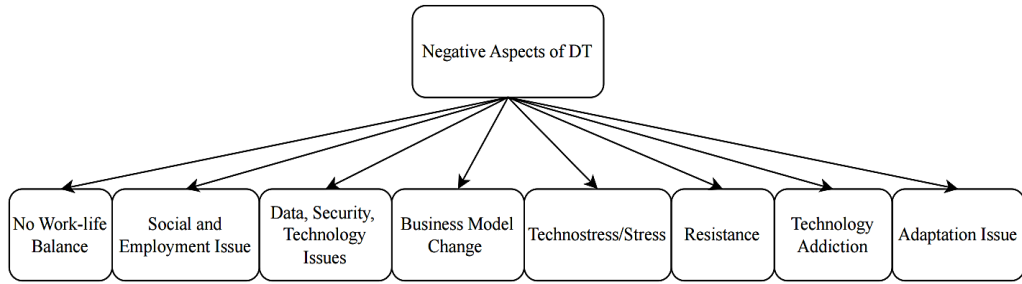 Negative Aspects of DT
No Work-life
Balance
Social and
Employment Issue
Data, Security,
Technology
Issues
Business Model
Change
Technostress/Stress
Resistance
Technology
Addiction
Adaptation Issue